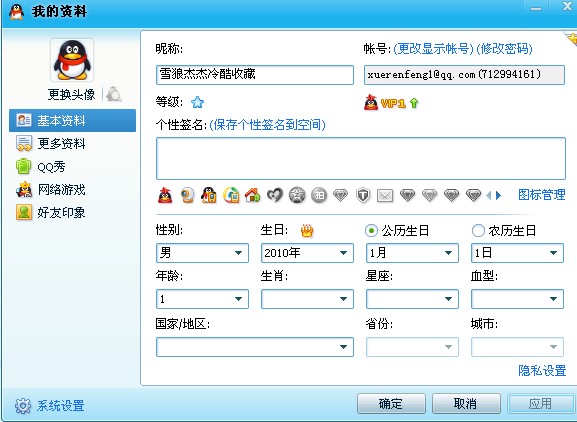 我的资料
更换头像
基本资料
更多资料
QQ秀
网络游戏
好友印象
系统设置
昵称: 帐号: (更改显示帐号) (修改密码)
雪狼杰杰冷酷收藏 xuerenfeng1@qq.com(712994161)
等级: VIP1
个性签名: (保存个性签名到空间)
图标管理
性别: 生日: 公历生日 农历生日
男 2010年 1月 1日
年龄: 生肖: 星座: 血型:
1
国家/地区: 省份: 城市:
隐私设置
确定 取消 应用